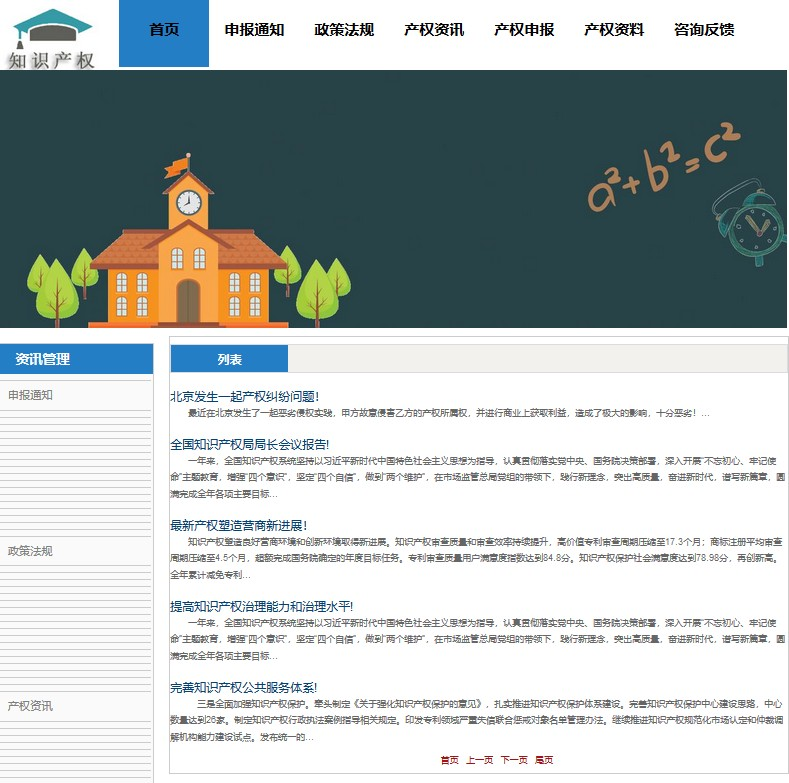 知识产权
首页 申报通知 政策法规 产权资讯 产权申报 产权资料 咨询反馈
a²+b²=c²
资讯管理
申报通知
政策法规
产权资讯
列表
北京发生一起产权纠纷问题!
最近在北京发生了一起恶劣侵权实践，甲方故意侵害乙方的产权所属权，并进行商业上获取利益，造成了极大的影响，十分恶劣！...
全国知识产权局局长会议报告!
一年来，全国知识产权系统坚持以习近平新时代中国特色社会主义思想为指导，认真贯彻落实党中央、国务院决策部署，深入开展“不忘初心、牢记使
命”主题教育，增强“四个意识”，坚定“四个自信”，做到“两个维护”，在市场监管总局党组的带领下，践行新理念，突出高质量，奋进新时代，谱写新篇章，圆
满完成全年各项主要目标...
最新产权塑造营商新进展!
知识产权塑造良好营商环境和创新环境取得新进展。知识产权审查质量和审查效率持续提升，高价值专利审查周期压缩至17.3个月；商标注册平均审查
周期压缩至4.5个月，超额完成国务院确定的年度目标任务。专利审查质量用户满意度指数达到84.8分。知识产权保护社会满意度达到78.98分，再创新高。
全年累计减免专利...
提高知识产权治理能力和治理水平!
一年来，全国知识产权系统坚持以习近平新时代中国特色社会主义思想为指导，认真贯彻落实党中央、国务院决策部署，深入开展“不忘初心、牢记使
命”主题教育，增强“四个意识”，坚定“四个自信”，做到“两个维护”，在市场监管总局党组的带领下，践行新理念，突出高质量，奋进新时代，谱写新篇章，圆
满完成全年各项主要目标...
完善知识产权公共服务体系!
三是全面加强知识产权保护。牵头制定《关于强化知识产权保护的意见》，扎实推进知识产权保护体系建设。完善知识产权保护中心建设思路，中心
数量达到26家。制定知识产权行政执法案例指导相关规定。印发专利领域严重失信联合惩戒对象名单管理办法。继续推进知识产权规范化市场认定和仲裁调
解机构能力建设试点。发布统一的...
首页 上一页 下一页 尾页